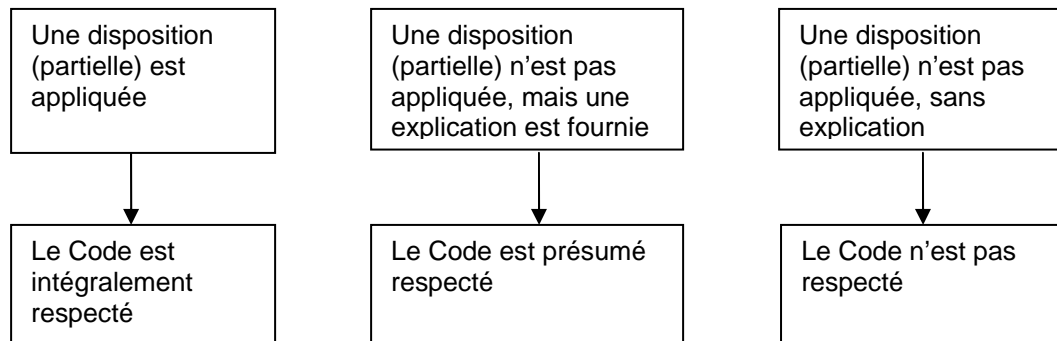 Une disposition
(partielle) est
appliquée
Une disposition
(partielle) n’est pas
appliquée, mais une
explication est fournie
Une disposition
(partielle) n’est pas
appliquée, sans
explication
Le Code est
intégralement
respecté
Le Code est présumé
respecté
Le Code n’est pas
respecté